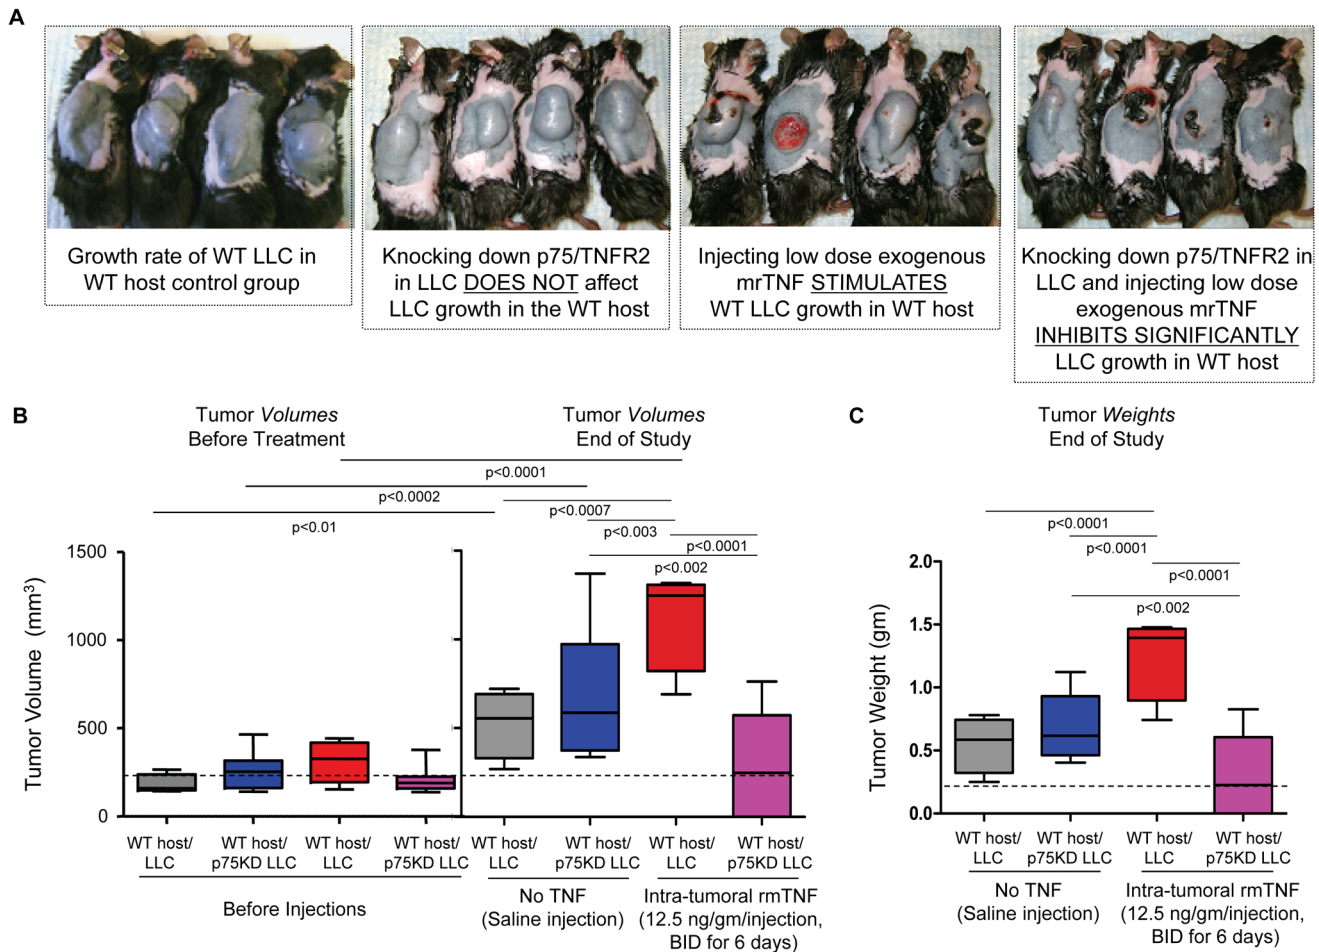 A
Growth rate of WT LLC in
WT host control group
Knocking down p75/TNFR2
in LLC DOES NOT affect
LLC growth in the WT host
Injecting low dose exogenous
mrTNF STIMULATES
WT LLC growth in WT host
Knocking down p75/TNFR2 in
LLC and injecting low dose
exogenous mrTNF
INHIBITS SIGNIFICANTLY
LLC growth in WT host
B
Tumor Volumes
Before Treatment
Tumor Volumes
End of Study
p<0.0001
p<0.0002
p<0.0007
p<0.01
p<0.003
p<0.0001
p<0.002
Tumor Volume (mm³)
1500
1000
500
0
WT host/
LLC
WT host/
p75KD LLC
WT host/
LLC
WT host/
p75KD LLC
WT host/
LLC
WT host/
p75KD LLC
WT host/
LLC
WT host/
p75KD LLC
Before Injections
No TNF
(Saline injection)
Intra-tumoral rmTNF
(12.5 ng/gm/injection,
BID for 6 days)
C
Tumor Weights
End of Study
p<0.0001
p<0.0001
p<0.0001
p<0.002
Tumor Weight (gm)
2.0
1.5
1.0
0.5
0.0
WT host/
LLC
WT host/
p75KD LLC
WT host/
LLC
WT host/
p75KD LLC
No TNF
(Saline injection)
Intra-tumoral rmTNF
(12.5 ng/gm/injection,
BID for 6 days)